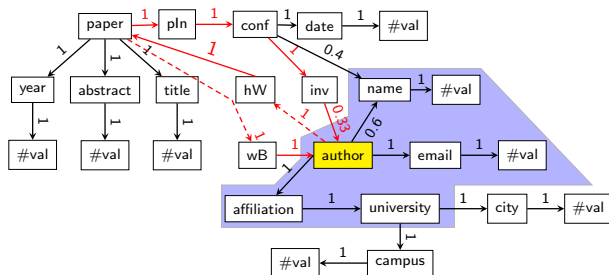 paper 1 pIn 1 conf 1 date 1 #val
1 1 1 1 1 0.4
year abstract title hW inv name 1 #val
1 1 1 1 0.33 0.6
#val #val #val 1 wB 1 author 1 email 1 #val
1
affiliation 1 university 1 city 1 #val
1
#val 1 campus